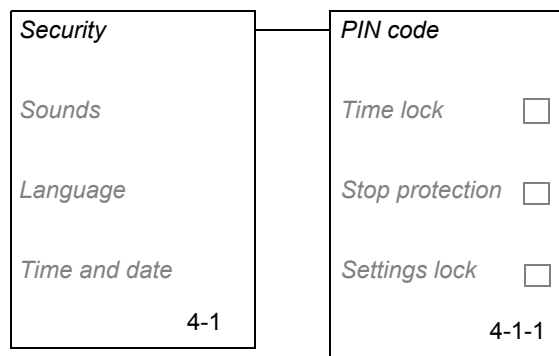 Security
Sounds
Language
Time and date
4-1
PIN code
Time lock
Stop protection
Settings lock
4-1-1